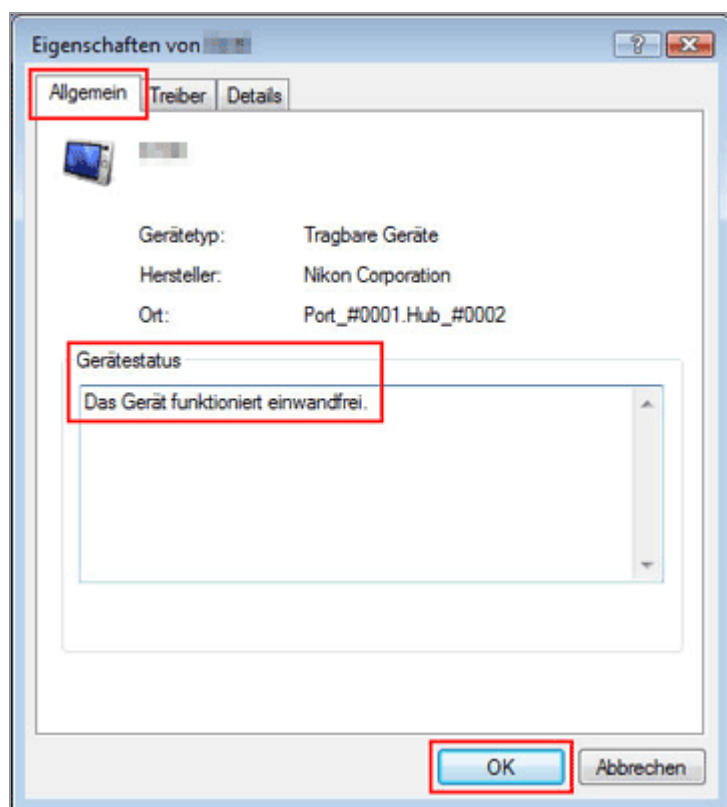 Eigenschaften von
Allgemein Treiber Details
Gerätetyp: Tragbare Geräte
Hersteller: Nikon Corporation
Ort: Port_#0001.Hub_#0002
Gerätestatus
Das Gerät funktioniert einwandfrei.
OK Abbrechen